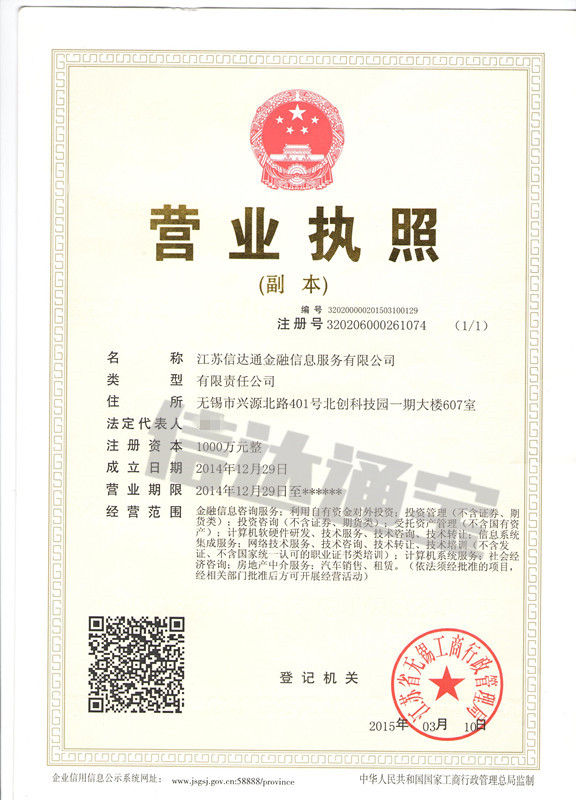 营业执照
(副 本)
编 号 320200000201503100129
注册号 320206000261074 (1/1)
名 称 江苏信达通金融信息服务有限公司
类 型 有限责任公司
住 所 无锡市兴源北路401号北创科技园一期大楼607室
法定代表人
注册资本 1000万元整
成立日期 2014年12月29日
营业期限 2014年12月29日至******
经营范围 金融信息咨询服务；利用自有资金对外投资；投资管理（不含证券、期
货类）；投资咨询（不含证券、期货类）；受托资产管理（不含国有资
产）；计算机软硬件研发、技术服务、技术咨询、技术转让；信息系统
集成服务；网络技术服务、技术咨询、技术转让、技术培训（不含发
证、不含国家统一认可的职业证书类培训）；计算机系统服务；社会经
济咨询；房地产中介服务；汽车销售、租赁。（依法须经批准的项目，
经相关部门批准后方可开展经营活动）
信达通宝
登记机关
江苏省无锡工商行政管理局
2015年 03月 10日
企业信用信息公示系统网址： www.jsgsj.gov.cn:58888/province
中华人民共和国国家工商行政管理总局监制